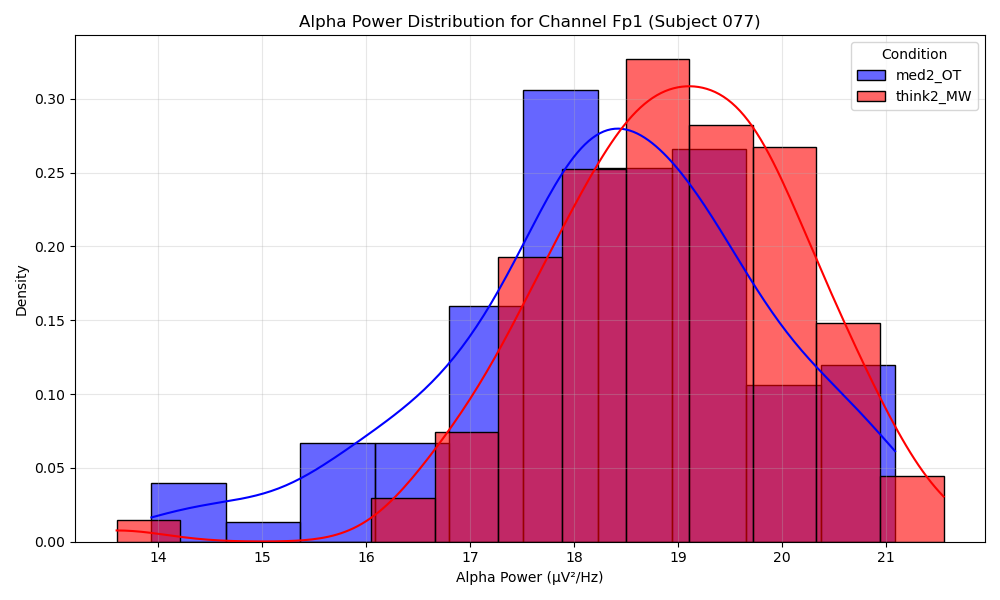 Alpha Power Distribution for Channel Fp1 (Subject 077)
Condition
med2_OT
think2_MW
Density
0.30
0.25
0.20
0.15
0.10
0.05
0.00
14 15 16 17 18 19 20 21
Alpha Power (µV²/Hz)